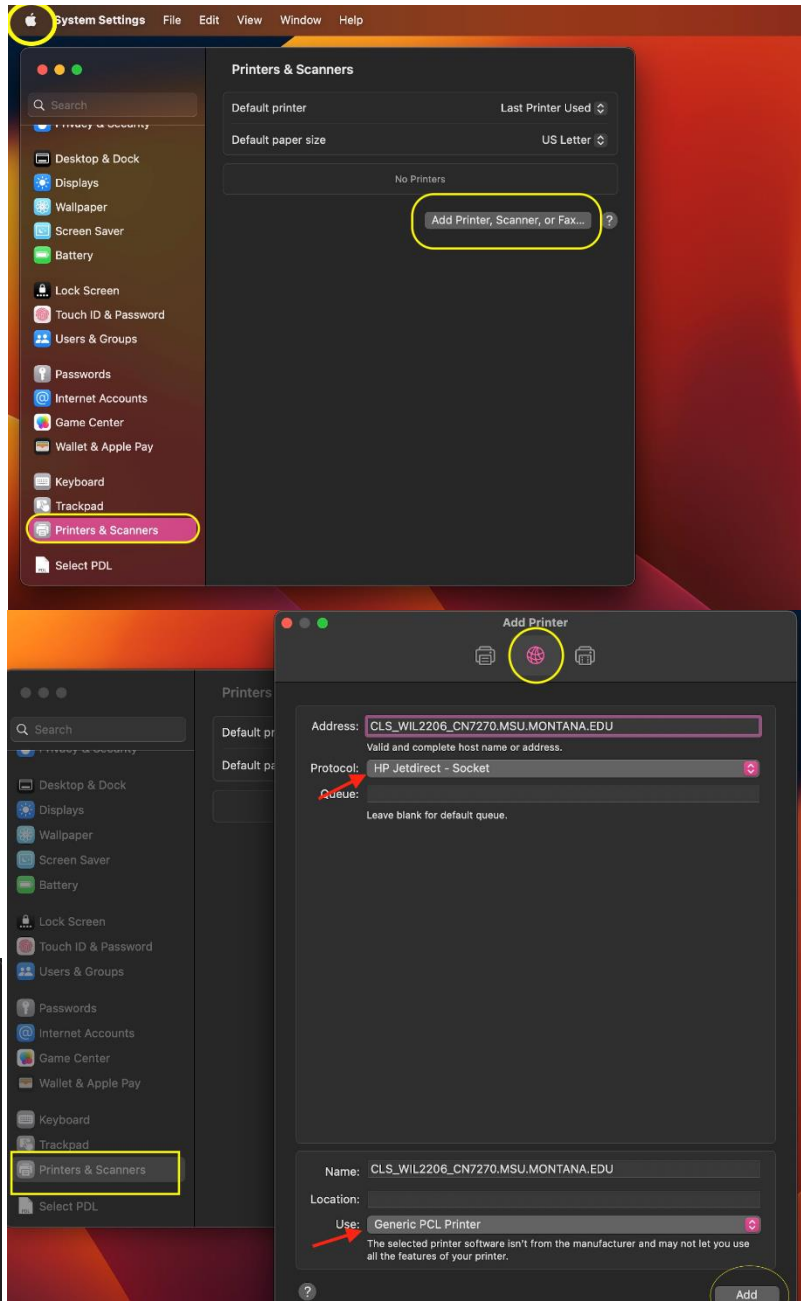 System Settings File Edit View Window Help
Printers & Scanners
Search
Privacy & Security
Desktop & Dock
Displays
Wallpaper
Screen Saver
Battery
Lock Screen
Touch ID & Password
Users & Groups
Passwords
Internet Accounts
Game Center
Wallet & Apple Pay
Keyboard
Trackpad
Printers & Scanners
Select PDL
Default printer Last Printer Used
Default paper size US Letter
No Printers
Add Printer, Scanner, or Fax... ?
Add Printer
Printers
Search
Privacy & Security
Desktop & Dock
Displays
Wallpaper
Screen Saver
Battery
Lock Screen
Touch ID & Password
Users & Groups
Passwords
Internet Accounts
Game Center
Wallet & Apple Pay
Keyboard
Trackpad
Printers & Scanners
Select PDL
Default pr
Default pa
Address: CLS_WIL2206_CN7270.MSU.MONTANA.EDU
Valid and complete host name or address.
Protocol: HP Jetdirect - Socket
Queue:
Leave blank for default queue.
Name: CLS_WIL2206_CN7270.MSU.MONTANA.EDU
Location:
Use: Generic PCL Printer
The selected printer software isn't from the manufacturer and may not let you use
all the features of your printer.
? Add